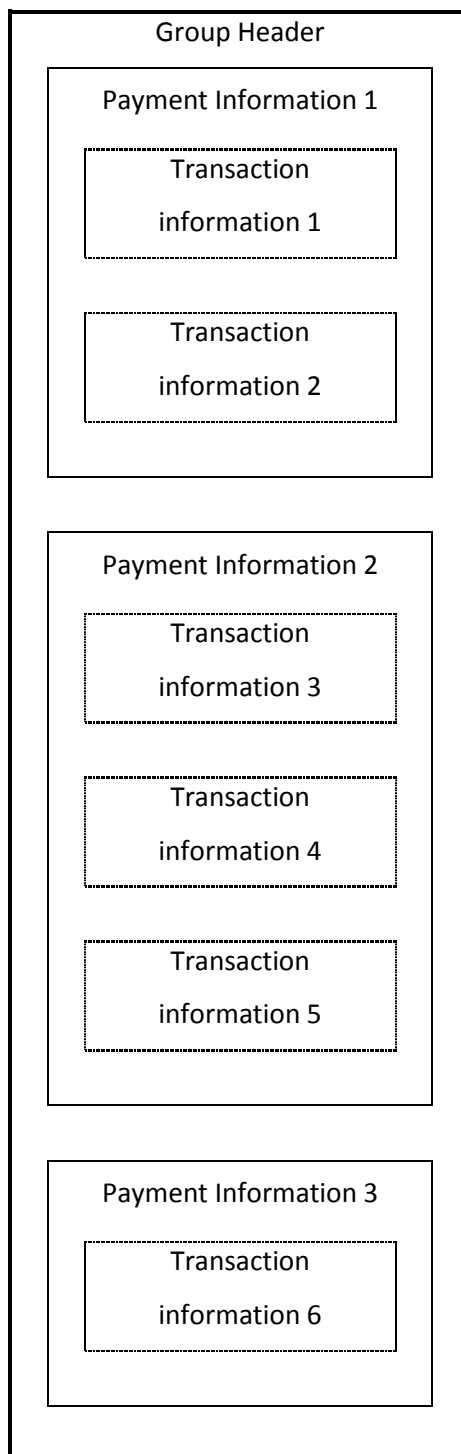 Group Header
Payment Information 1
Transaction
information 1
Transaction
information 2
Payment Information 2
Transaction
information 3
Transaction
information 4
Transaction
information 5
Payment Information 3
Transaction
information 6